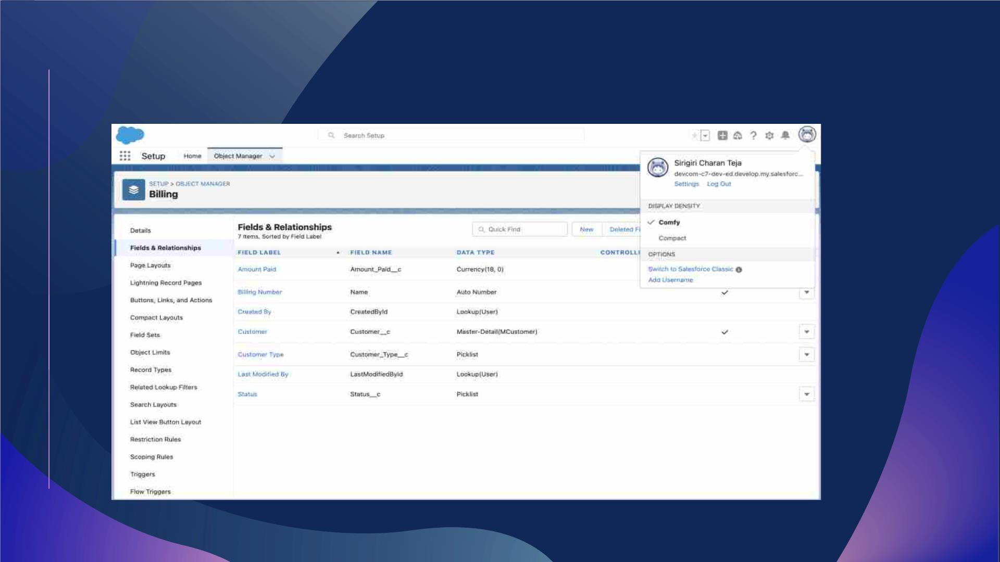 Search Setup
Setup Home Object Manager
Sirigiri Charan Teja
devcom-c7-dev-ed.develop.my.salesforc...
Settings Log Out
SETUP > OBJECT MANAGER
Billing
DISPLAY DENSITY
Comfy
Compact
OPTIONS
Switch to Salesforce Classic
Add Username
Details
Fields & Relationships
Page Layouts
Lightning Record Pages
Buttons, Links, and Actions
Compact Layouts
Field Sets
Object Limits
Record Types
Related Lookup Filters
Search Layouts
List View Button Layout
Restriction Rules
Scoping Rules
Triggers
Flow Triggers
Fields & Relationships
7 Items, Sorted by Field Label
Quick Find New Deleted Fi
FIELD LABEL FIELD NAME DATA TYPE CONTROLLI
Amount Paid Amount_Paid__c Currency(18, 0)
Billing Number Name Auto Number
Created By CreatedById Lookup(User)
Customer Customer__c Master-Detail(MCustomer)
Customer Type Customer_Type__c Picklist
Last Modified By LastModifiedById Lookup(User)
Status Status__c Picklist